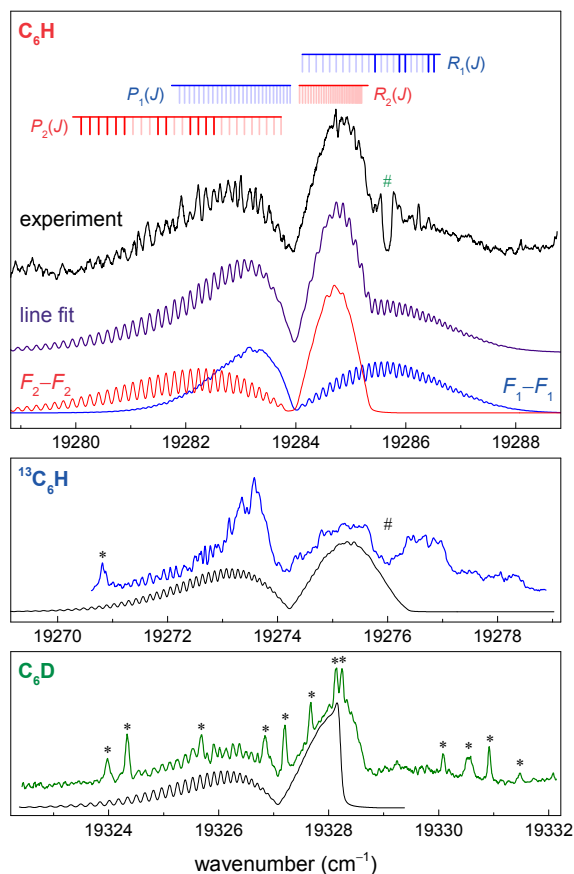 C₆H
R₁(J)
P₁(J)
R₂(J)
P₂(J)
#
experiment
line fit
F₂–F₂
F₁–F₁
19280 19282 19284 19286 19288
¹³C₆H
#
*
19270 19272 19274 19276 19278
C₆D
* * * * * * * * * * * *
19324 19326 19328 19330 19332
wavenumber (cm⁻¹)